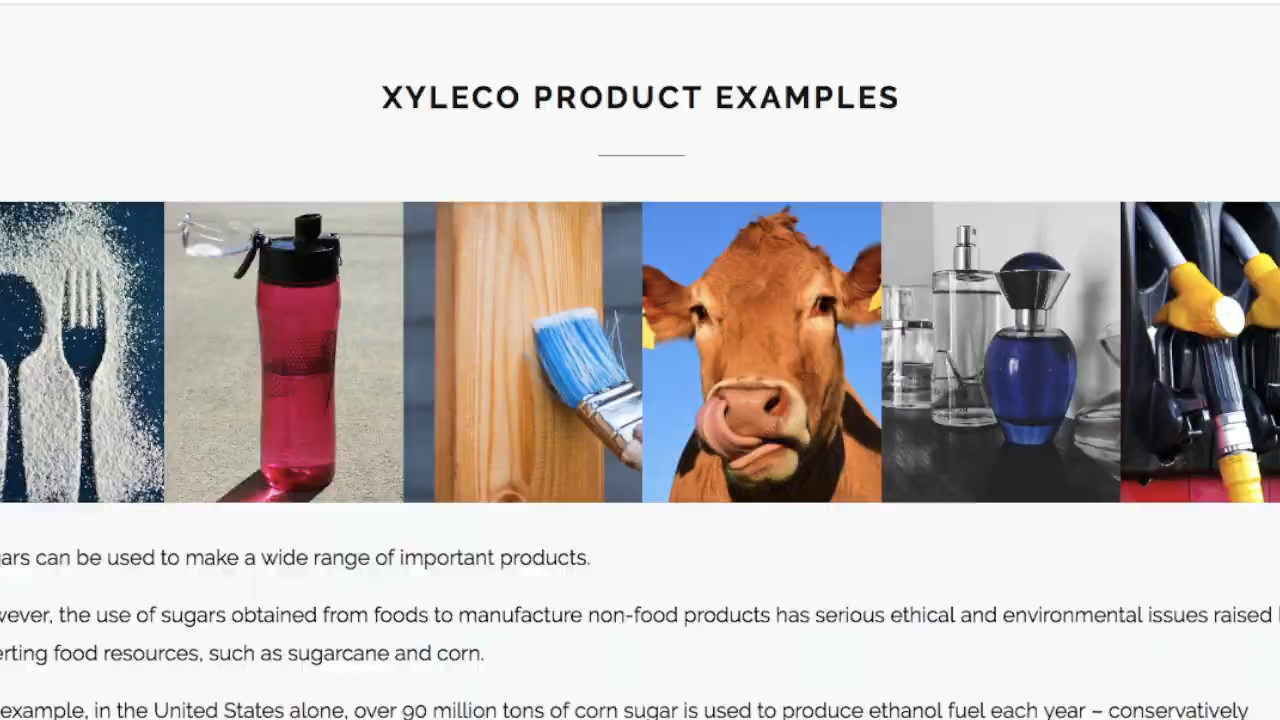 XYLECO PRODUCT EXAMPLES
ars can be used to make a wide range of important products.
ever, the use of sugars obtained from foods to manufacture non-food products has serious ethical and environmental issues raised
erting food resources, such as sugarcane and corn.
example, in the United States alone, over 90 million tons of corn sugar is used to produce ethanol fuel each year – conservatively